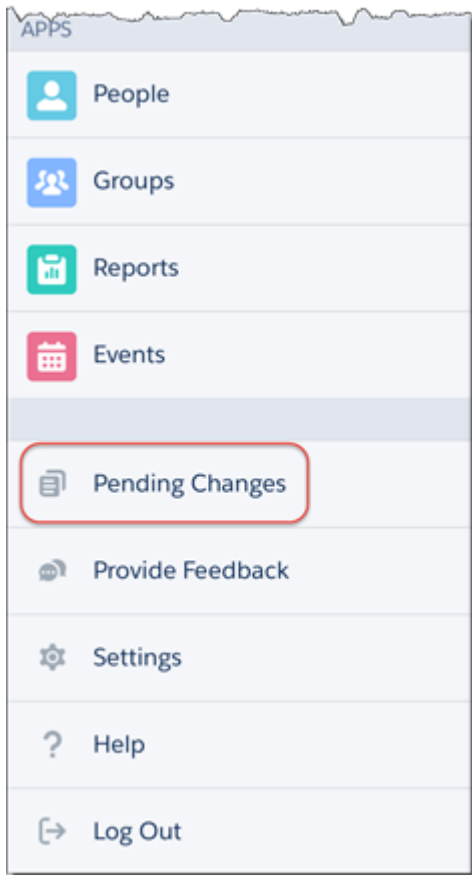 APPS
People
Groups
Reports
Events
Pending Changes
Provide Feedback
Settings
Help
Log Out